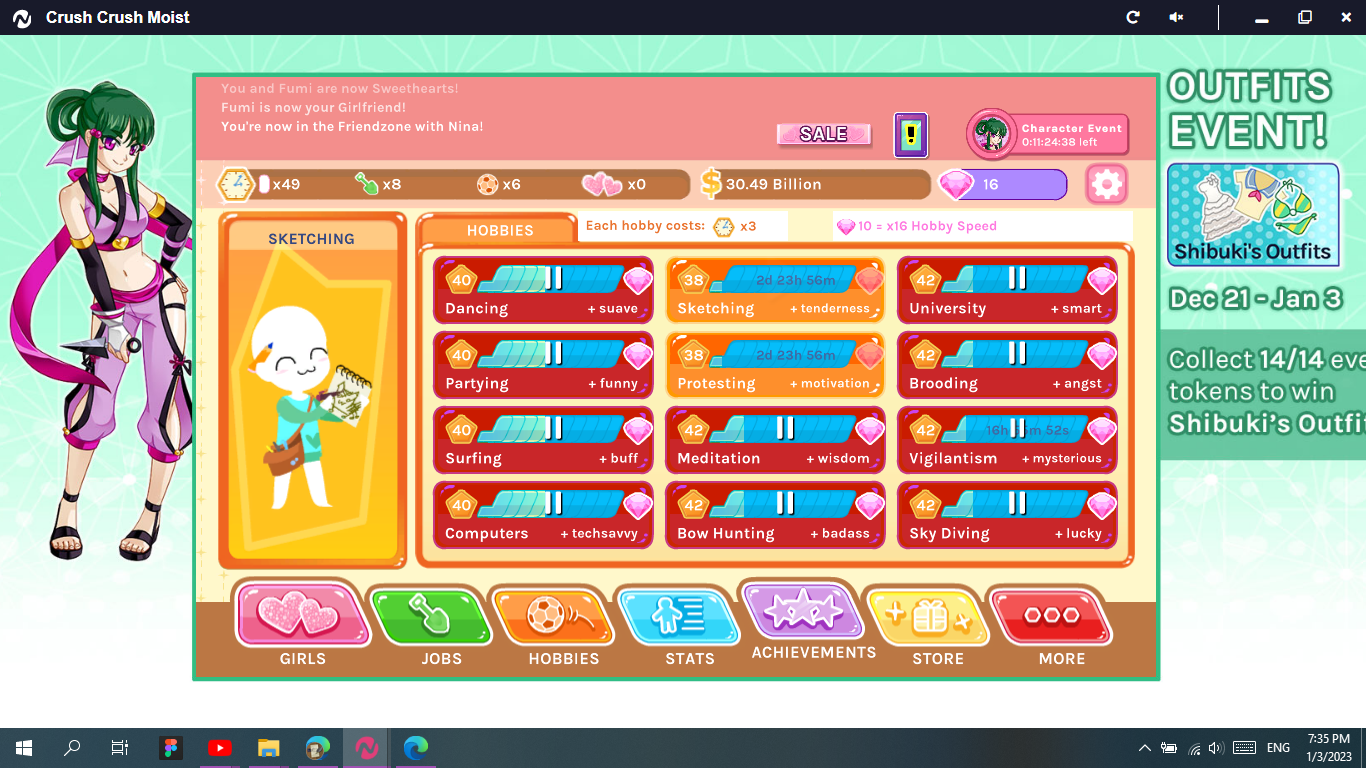 Crush Crush Moist
You and Fumi are now Sweethearts!
Fumi is now your Girlfriend!
You're now in the Friendzone with Nina!
SALE
Character Event
0:11:24:38 left
x49
x8
x6
x0
30.49 Billion
16
SKETCHING
HOBBIES
Each hobby costs: x3
10 = x16 Hobby Speed
40
Dancing + suave
38 2d 23h 56m
Sketching + tenderness
42
University + smart
40
Partying + funny
38 2d 23h 56m
Protesting + motivation
42
Brooding + angst
40
Surfing + buff
42
Meditation + wisdom
42
Vigilantism + mysterious
40
Computers + techsavvy
42
Bow Hunting + badass
42
Sky Diving + lucky
GIRLS
JOBS
HOBBIES
STATS
ACHIEVEMENTS
STORE
MORE
OUTFITS
EVENT!
Shibuki's Outfits
Dec 21 - Jan 3
Collect 14/14 eve
tokens to win
Shibuki's Outfit
ENG
7:35 PM
1/3/2023